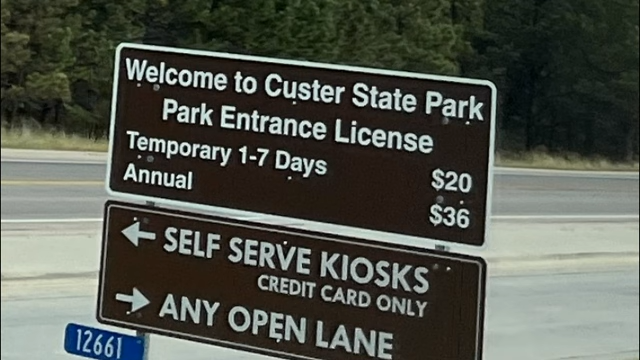 Welcome to Custer State Park
Park Entrance License
Temporary 1-7 Days $20
Annual $36
← SELF SERVE KIOSKS
CREDIT CARD ONLY
→ ANY OPEN LANE
12661